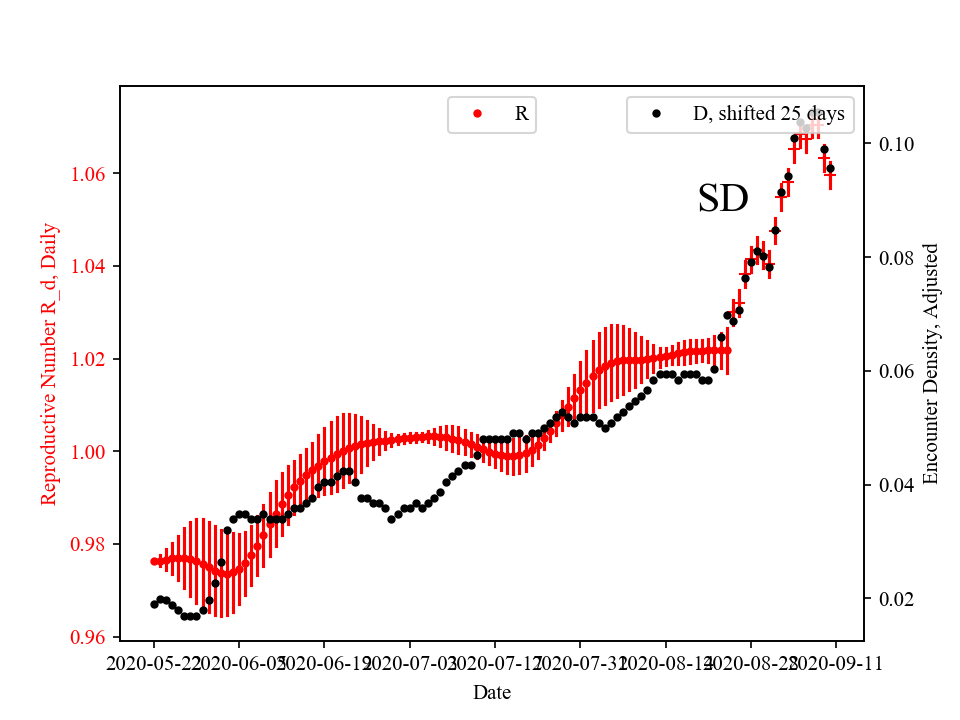 R
D, shifted 25 days
SD
Reproductive Number R_d, Daily
1.06
1.04
1.02
1.00
0.98
0.96
0.10
0.08
0.06
0.04
0.02
Encounter Density, Adjusted
2020-05-22 2020-06-05 2020-06-19 2020-07-03 2020-07-17 2020-07-31 2020-08-14 2020-08-28 2020-09-11
Date